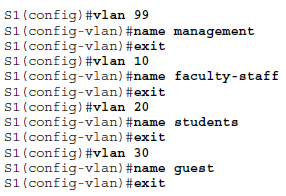 S1(config)#vlan 99
S1(config-vlan)#name management
S1(config-vlan)#exit
S1(config)#vlan 10
S1(config-vlan)#name faculty-staff
S1(config-vlan)#exit
S1(config)#vlan 20
S1(config-vlan)#name students
S1(config-vlan)#exit
S1(config)#vlan 30
S1(config-vlan)#name guest
S1(config-vlan)#exit